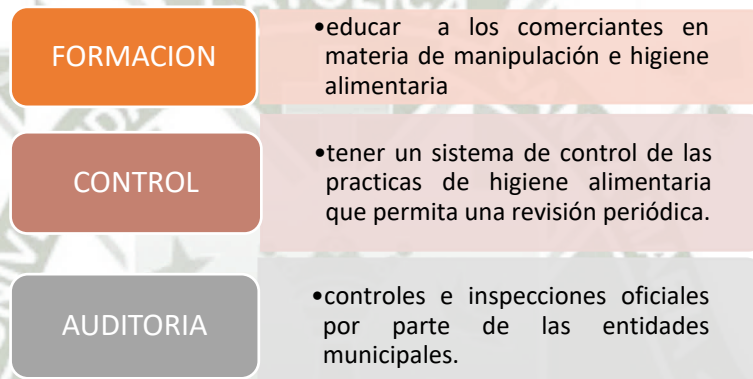 FORMACION
•educar a los comerciantes en
materia de manipulación e higiene
alimentaria
CONTROL
•tener un sistema de control de las
practicas de higiene alimentaria
que permita una revisión periódica.
AUDITORIA
•controles e inspecciones oficiales
por parte de las entidades
municipales.